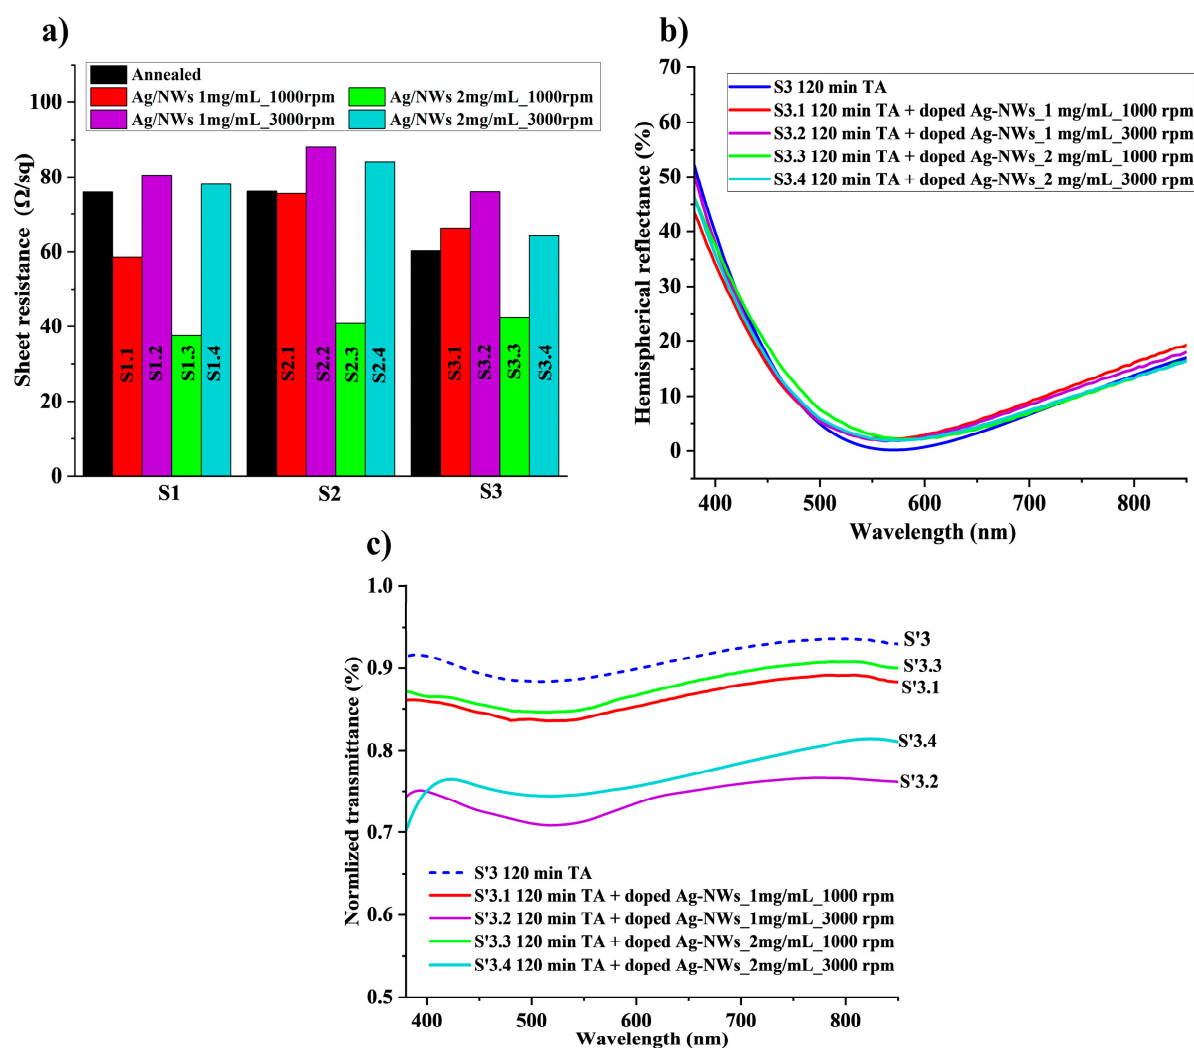 a)
Annealed
Ag/NWs 1mg/mL_1000rpm
Ag/NWs 2mg/mL_1000rpm
Ag/NWs 1mg/mL_3000rpm
Ag/NWs 2mg/mL_3000rpm
Sheet resistance (Ω/sq)
100
80
60
40
20
0
S1.1
S1.2
S1.3
S1.4
S2.1
S2.2
S2.3
S2.4
S3.1
S3.2
S3.3
S3.4
S1
S2
S3
b)
S3 120 min TA
S3.1 120 min TA + doped Ag-NWs_1 mg/mL_1000 rpm
S3.2 120 min TA + doped Ag-NWs_1 mg/mL_3000 rpm
S3.3 120 min TA + doped Ag-NWs_2 mg/mL_1000 rpm
S3.4 120 min TA + doped Ag-NWs_2 mg/mL_3000 rpm
Hemispherical reflectance (%)
70
60
50
40
30
20
10
0
400
500
600
700
800
Wavelength (nm)
c)
Normlized transmittance (%)
1.0
0.9
0.8
0.7
0.6
0.5
S'3
S'3.3
S'3.1
S'3.4
S'3.2
S'3 120 min TA
S'3.1 120 min TA + doped Ag-NWs_1mg/mL_1000 rpm
S'3.2 120 min TA + doped Ag-NWs_1mg/mL_3000 rpm
S'3.3 120 min TA + doped Ag-NWs_2mg/mL_1000 rpm
S'3.4 120 min TA + doped Ag-NWs_2mg/mL_3000 rpm
400
500
600
700
800
Wavelength (nm)